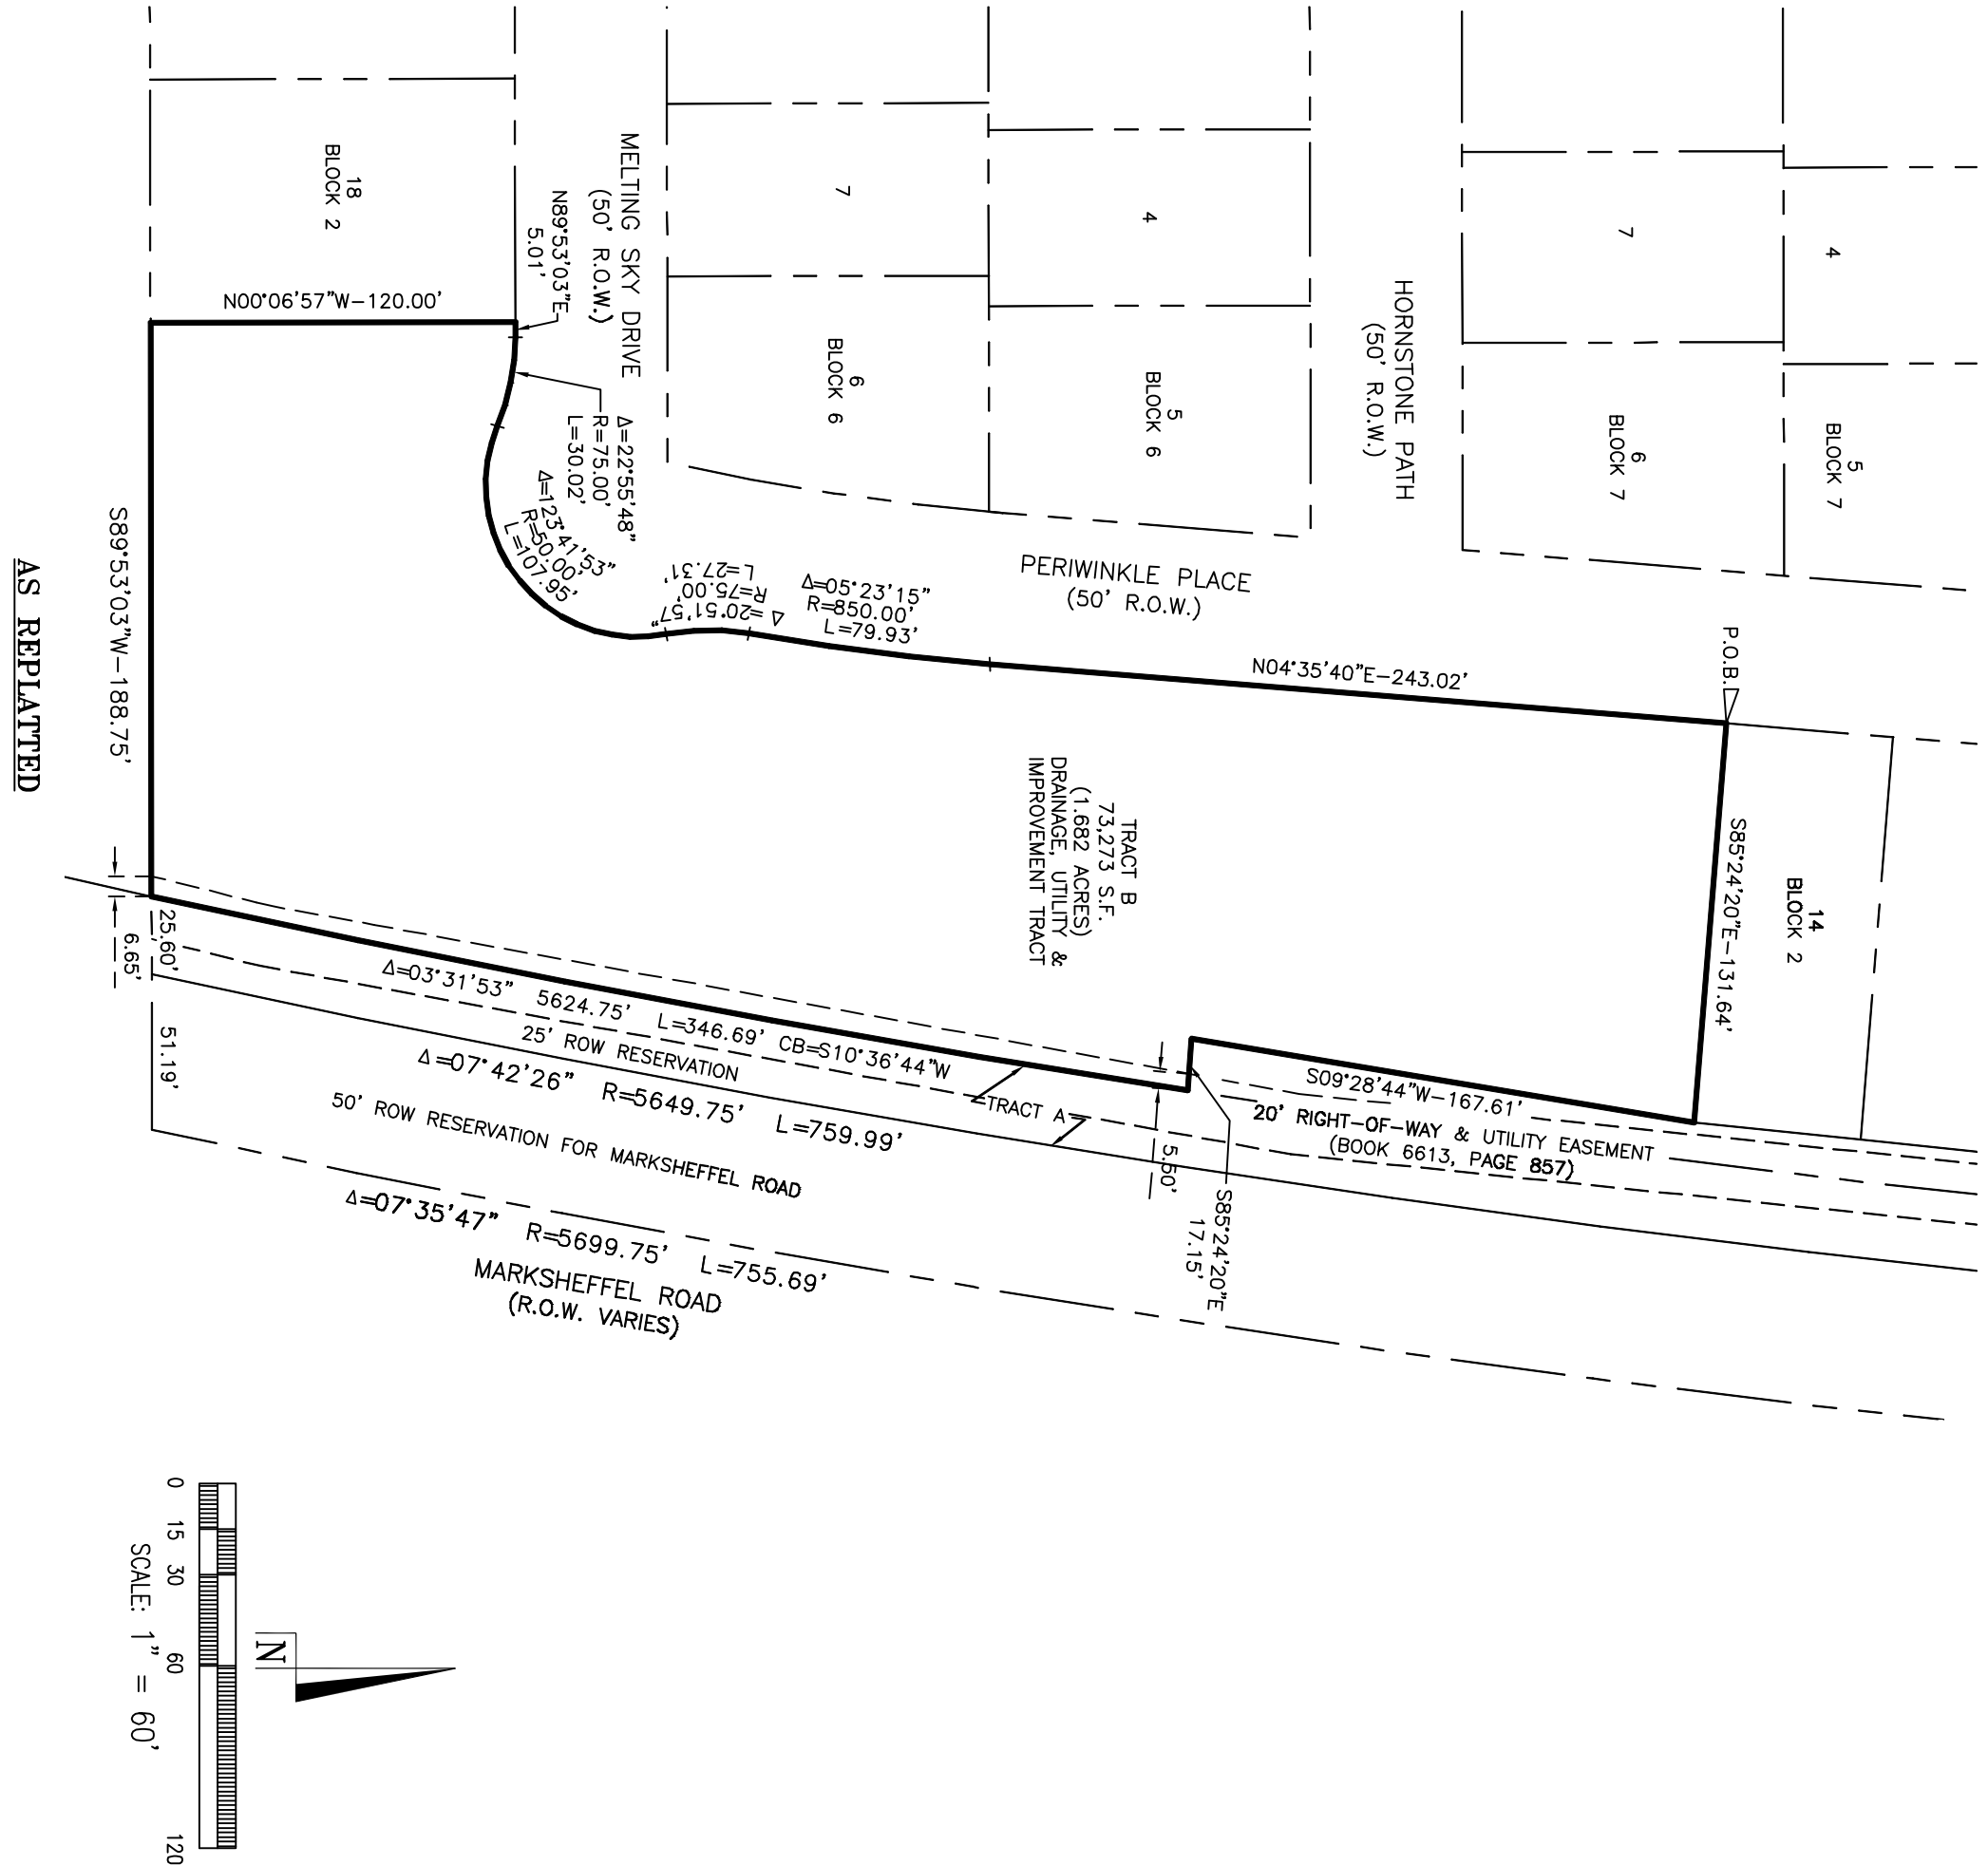 18
BLOCK 2
MELTING SKY DRIVE
(50' R.O.W.)
N89°53'03"E
5.01'
N00°06'57"W-120.00'
7
4
7
4
6
BLOCK 6
5
BLOCK 6
HORNSTONE PATH
(50' R.O.W.)
6
BLOCK 7
5
BLOCK 7
Δ=22°55'48"
R=75.00'
L=30.02'
Δ=123°41'53"
R=50.00'
L=107.95'
Δ=20°51'57"
R=75.00'
L=27.31'
Δ=05°23'15"
R=850.00'
L=79.93'
PERIWINKLE PLACE
(50' R.O.W.)
N04°35'40"E-243.02'
P.O.B.
S89°53'03"W-188.75'
AS REPLATTED
TRACT B
73,273 S.F.
(1.682 ACRES)
DRAINAGE, UTILITY &
IMPROVEMENT TRACT
S85°24'20"E-131.64'
14
BLOCK 2
25.60'
6.65'
51.19'
Δ=03°31'53" 5624.75' L=346.69' CB=S10°36'44"W
25' ROW RESERVATION
Δ=07°42'26" R=5649.75' L=759.99'
50' ROW RESERVATION FOR MARKSHEFFEL ROAD
Δ=07°35'47" R=5699.75' L=755.69'
MARKSHEFFEL ROAD
(R.O.W. VARIES)
TRACT A
5.50'
S85°24'20"E
17.15'
S09°28'44"W-167.61'
20' RIGHT-OF-WAY & UTILITY EASEMENT
(BOOK 6613, PAGE 857)
0 15 30 60 120
SCALE: 1" = 60'
N